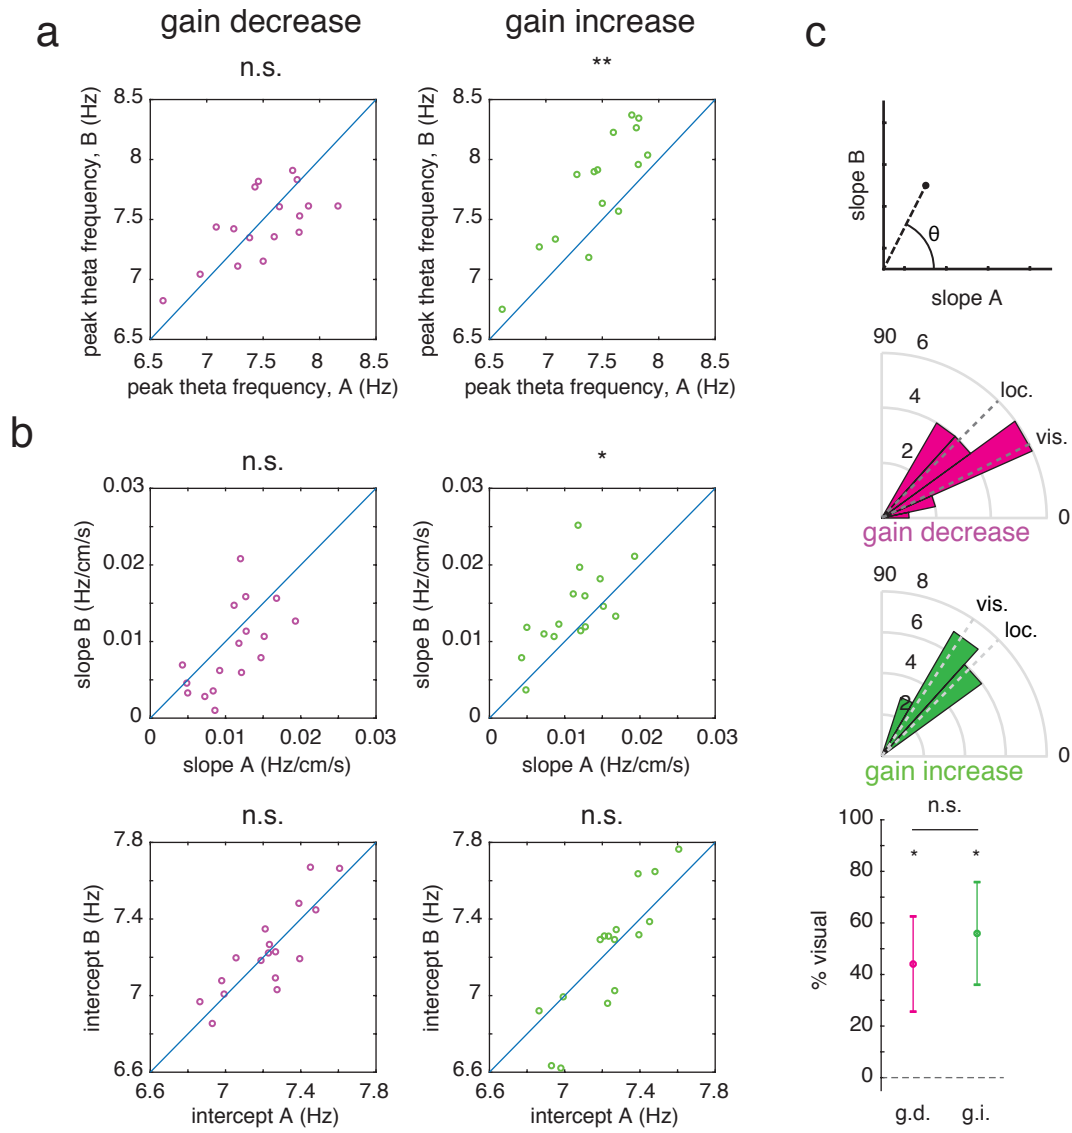 a
gain decrease
gain increase
c
n.s.
**
peak theta frequency, B (Hz)
8.5
8
7.5
7
6.5
6.5 7 7.5 8 8.5
peak theta frequency, A (Hz)
peak theta frequency, B (Hz)
8.5
8
7.5
7
6.5
6.5 7 7.5 8 8.5
peak theta frequency, A (Hz)
slope B
θ
slope A
b
n.s.
*
slope B (Hz/cm/s)
0.03
0.02
0.01
0
0 0.01 0.02 0.03
slope A (Hz/cm/s)
slope B (Hz/cm/s)
0.03
0.02
0.01
0
0 0.01 0.02 0.03
slope A (Hz/cm/s)
90 6
4
2
loc.
vis.
0
gain decrease
90 8
6
4
2
vis.
loc.
0
gain increase
n.s.
n.s.
intercept B (Hz)
7.8
7.4
7
6.6
6.6 7 7.4 7.8
intercept A (Hz)
intercept B (Hz)
7.8
7.4
7
6.6
6.6 7 7.4 7.8
intercept A (Hz)
n.s.
* *
% visual
100
80
60
40
20
0
g.d. g.i.